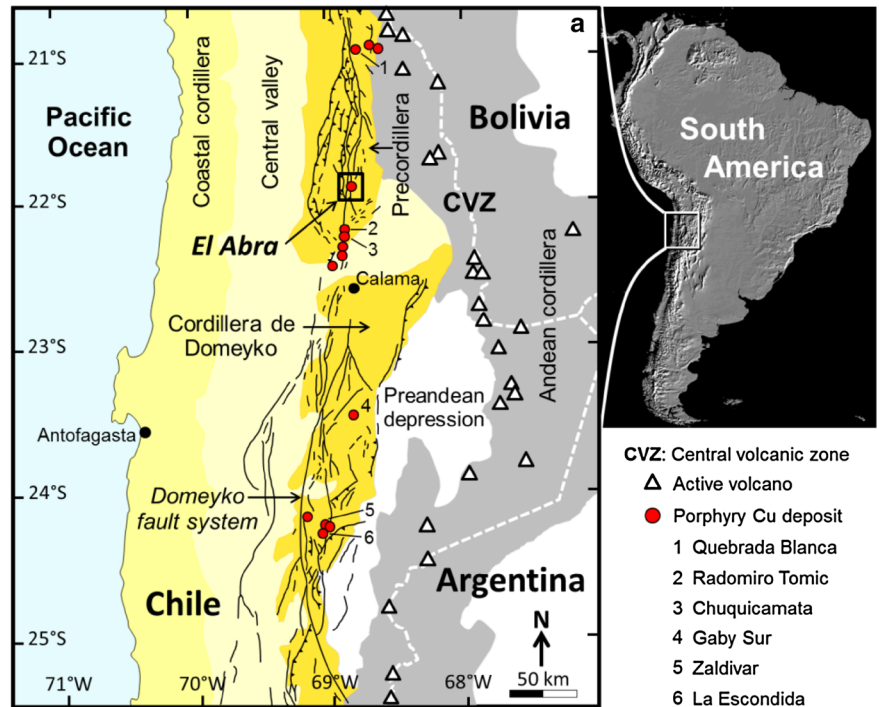 a
21°S
22°S
23°S
24°S
25°S
71°W
70°W
69°W
68°W
Pacific
Ocean
Coastal cordillera
Central valley
Precordillera
Bolivia
CVZ
El Abra
1
2
3
Calama
Cordillera de
Domeyko
Andean cordillera
Preandean
depression
4
Antofagasta
Domeyko
fault system
5
6
Chile
Argentina
N
50 km
South
America
CVZ: Central volcanic zone
Active volcano
Porphyry Cu deposit
1 Quebrada Blanca
2 Radomiro Tomic
3 Chuquicamata
4 Gaby Sur
5 Zaldivar
6 La Escondida